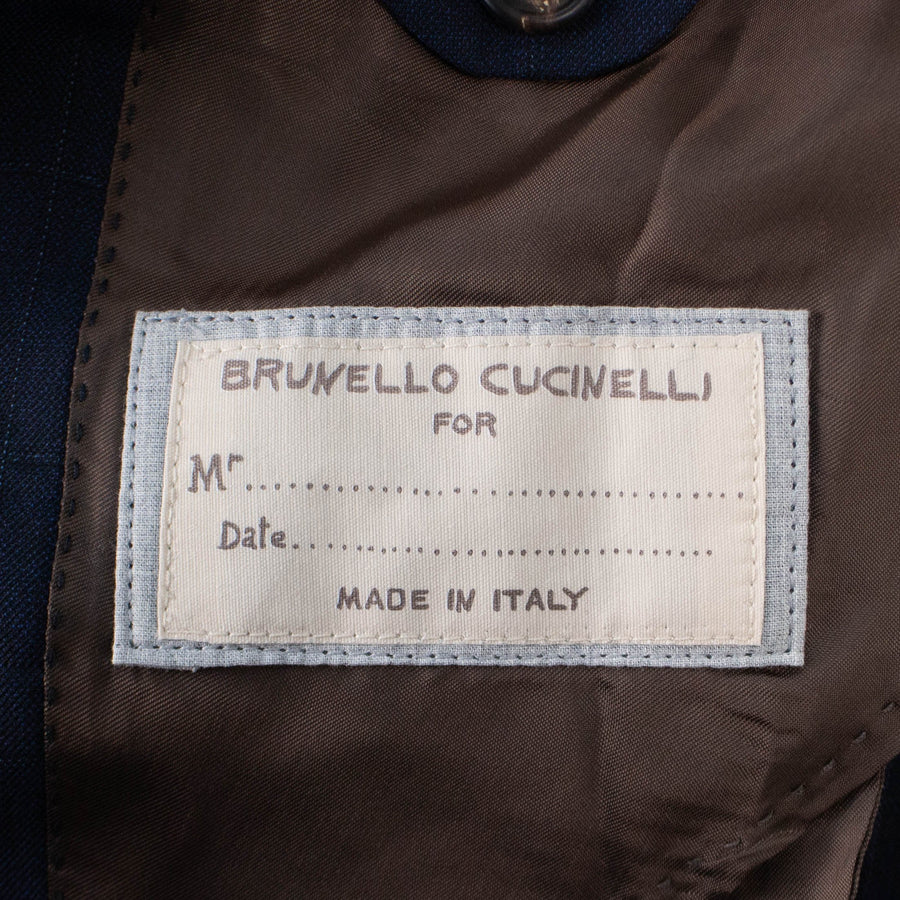 BRUNELLO CUCINELLI
FOR
Mr..............................
Date..............................
MADE IN ITALY